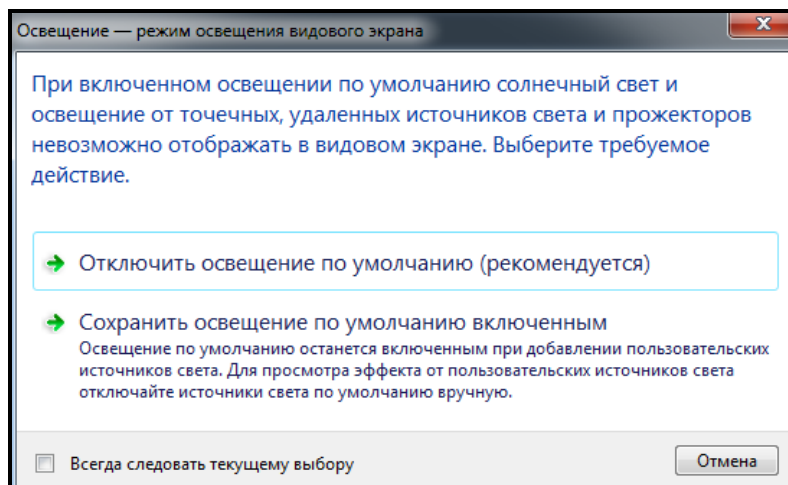 Освещение — режим освещения видового экрана
При включенном освещении по умолчанию солнечный свет и
освещение от точечных, удаленных источников света и прожекторов
невозможно отображать в видовом экране. Выберите требуемое
действие.
Отключить освещение по умолчанию (рекомендуется)
Сохранить освещение по умолчанию включенным
Освещение по умолчанию останется включенным при добавлении пользовательских
источников света. Для просмотра эффекта от пользовательских источников света
отключайте источники света по умолчанию вручную.
Всегда следовать текущему выбору
Отмена